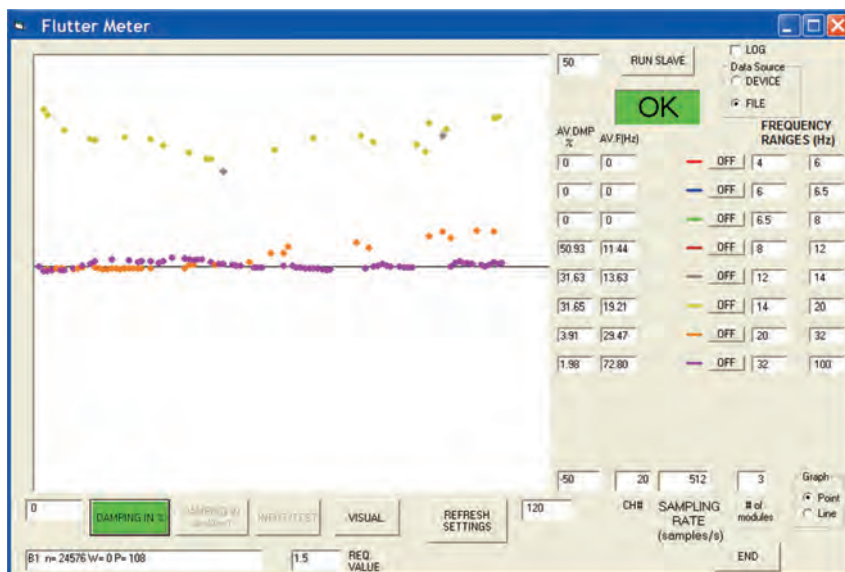 Flutter Meter
50
RUN SLAVE
LOG
Data Source
DEVICE
FILE
OK
AV.DMP %
AV.F(Hz)
FREQUENCY RANGES (Hz)
0 0 OFF 4 6
0 0 OFF 6 6.5
0 0 OFF 6.5 8
50.93 11.44 OFF 8 12
31.63 13.63 OFF 12 14
31.65 19.21 OFF 14 20
3.91 29.47 OFF 20 32
1.98 72.80 OFF 32 100
-50 20 512 3
CH# SAMPLING RATE (samples/s) # of modules
Graph
Point
Line
0
DAMPING IN %
DAMPING IN
VISUAL
REFRESH SETTINGS
120
B1 n= 24576 W= 0 P= 108
1.5
REQ. VALUE
END